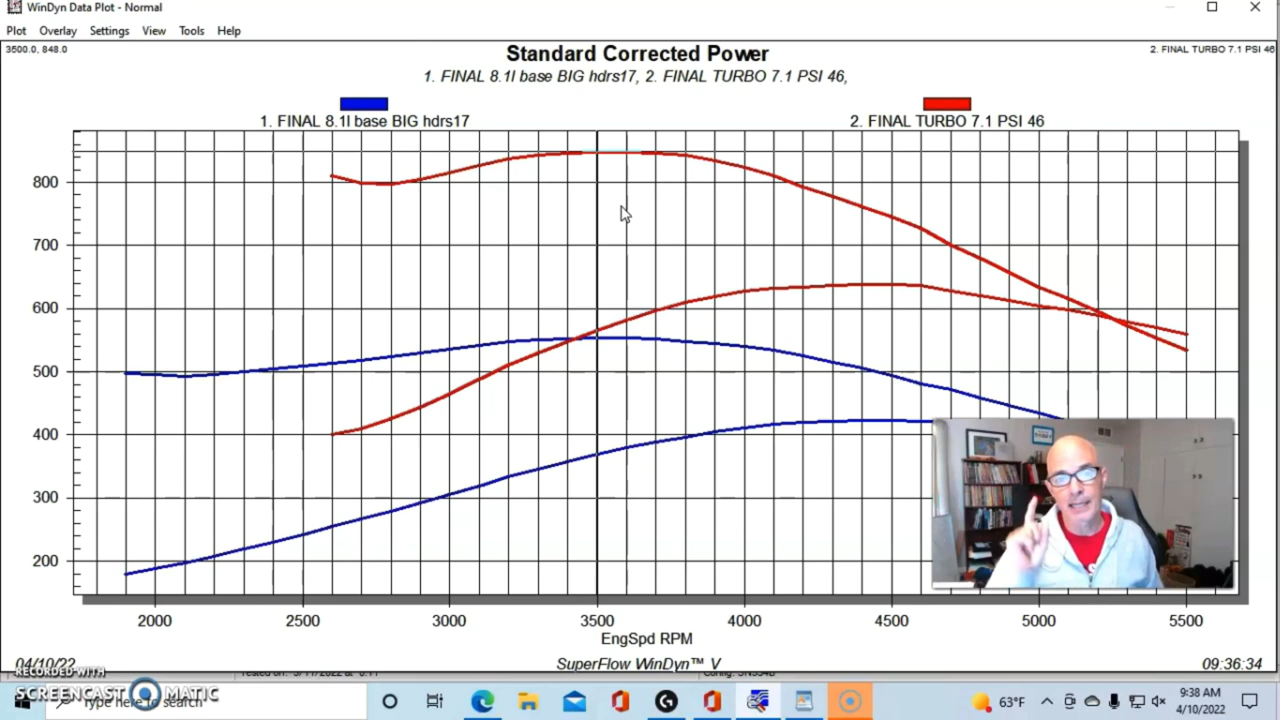 WinDyn Data Plot - Normal
Plot Overlay Settings View Tools Help
3500.0, 848.0
2. FINAL TURBO 7.1 PSI 46
Standard Corrected Power
1. FINAL 8.1l base BIG hdrs17, 2. FINAL TURBO 7.1 PSI 46,
1. FINAL 8.1l base BIG hdrs17
2. FINAL TURBO 7.1 PSI 46
800
700
600
500
400
300
200
2000 2500 3000 3500 4000 4500 5000 5500
EngSpd RPM
04/10/22
SuperFlow WinDyn™ V
09:36:34
RECORDED WITH
SCREENCAST MATIC
Type here to search
63°F
9:38 AM
4/10/2022